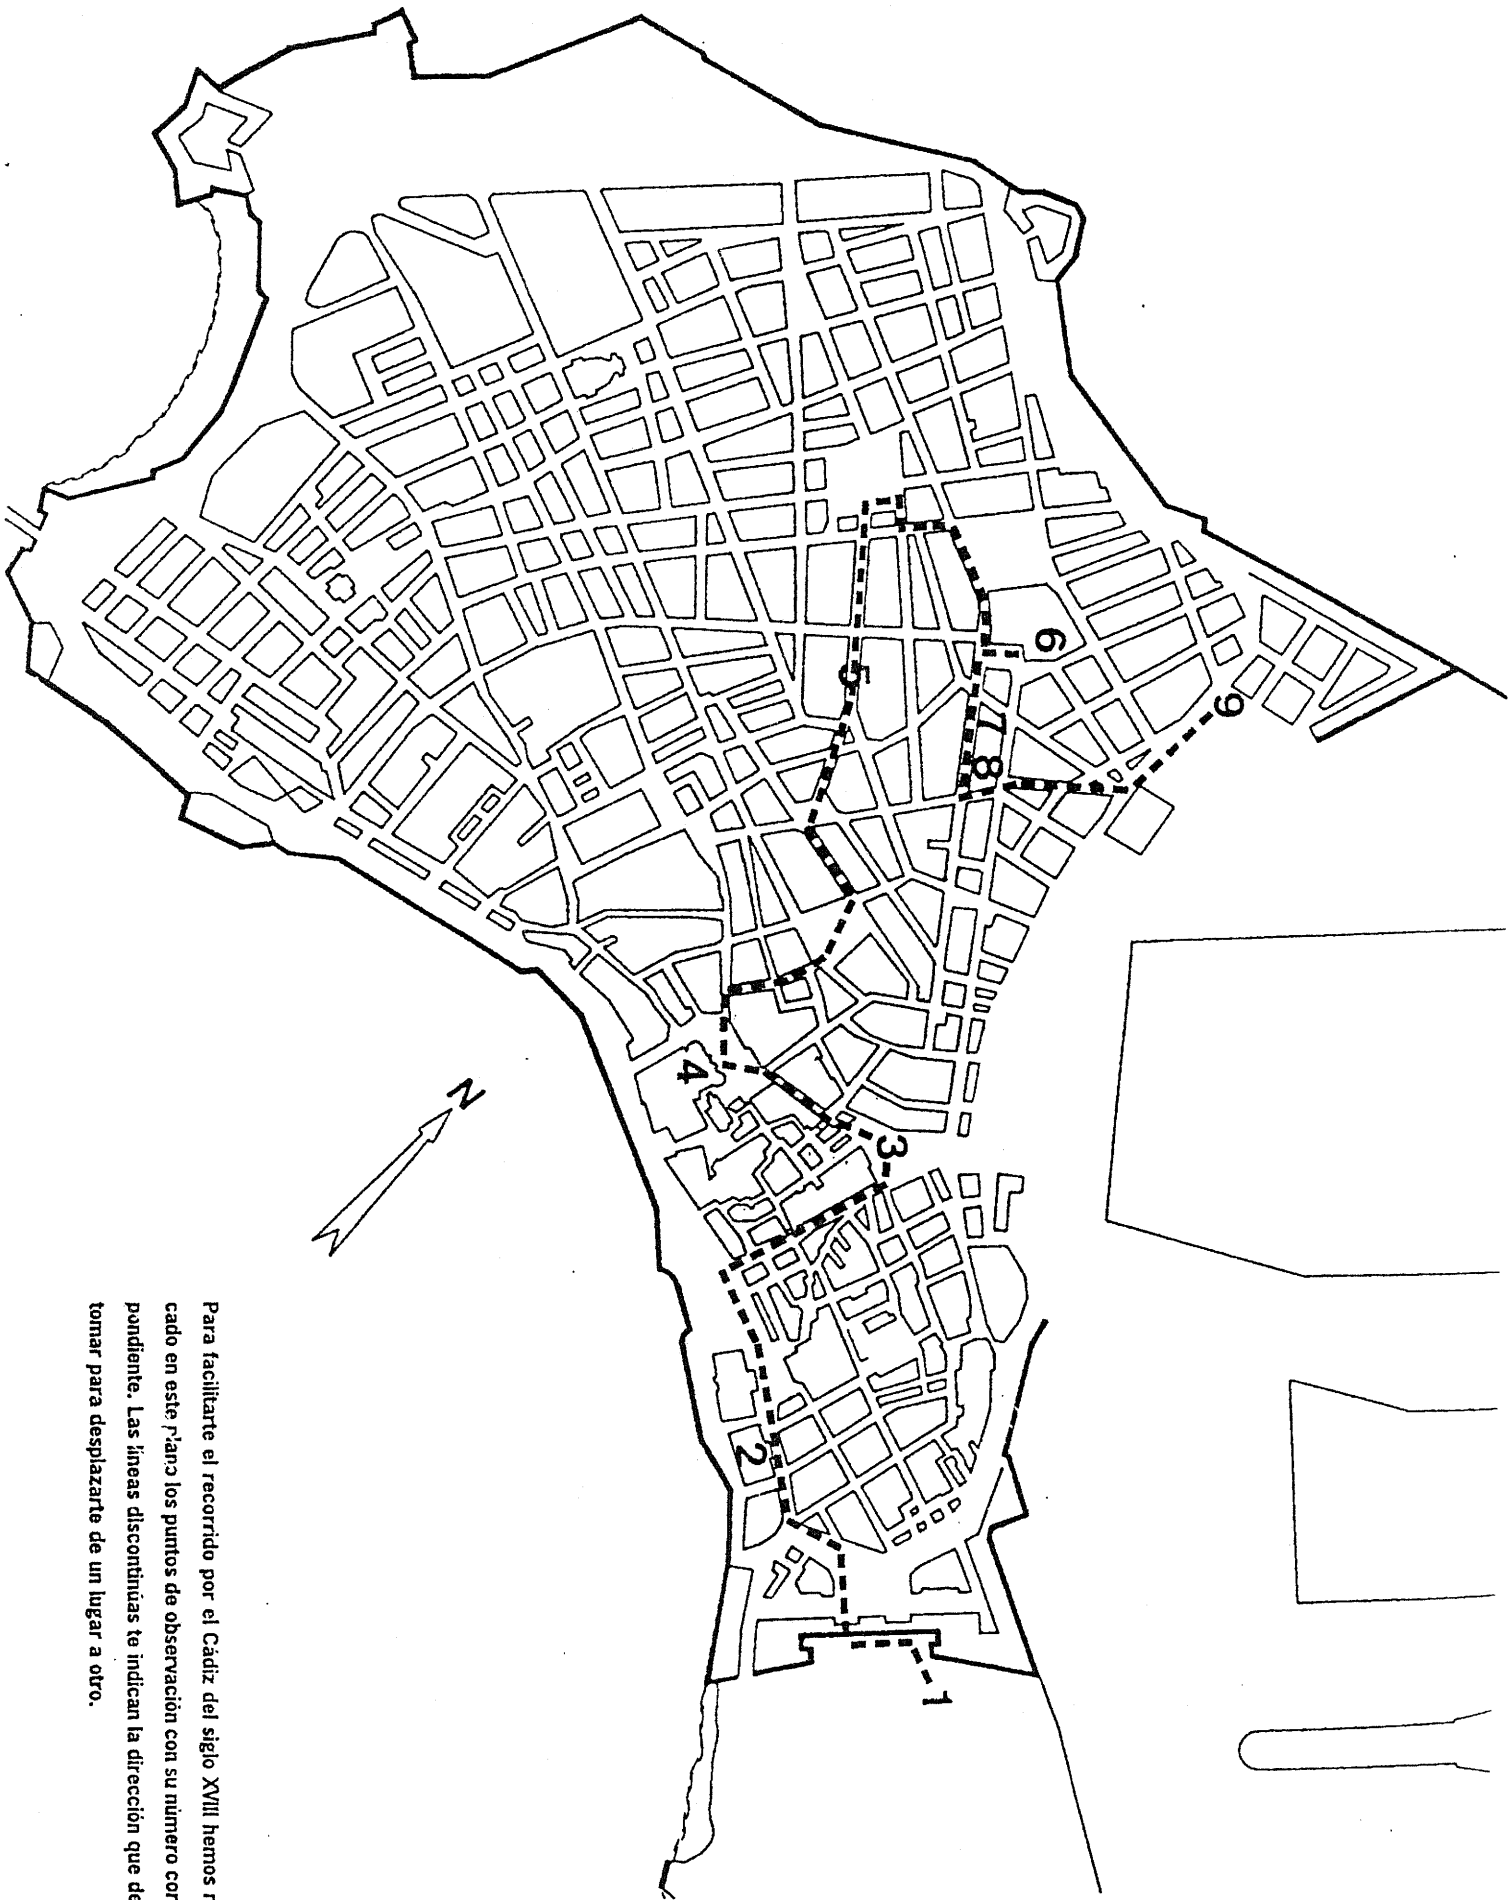 6
9
5
7
8
4
3
2
1
N
Para facilitarte el recorrido por el Cádiz del siglo XVIII hemos
cado en este plano los puntos de observación con su número
pondiente. Las líneas discontinúas te indican la dirección que
tomar para desplazarte de un lugar a otro.